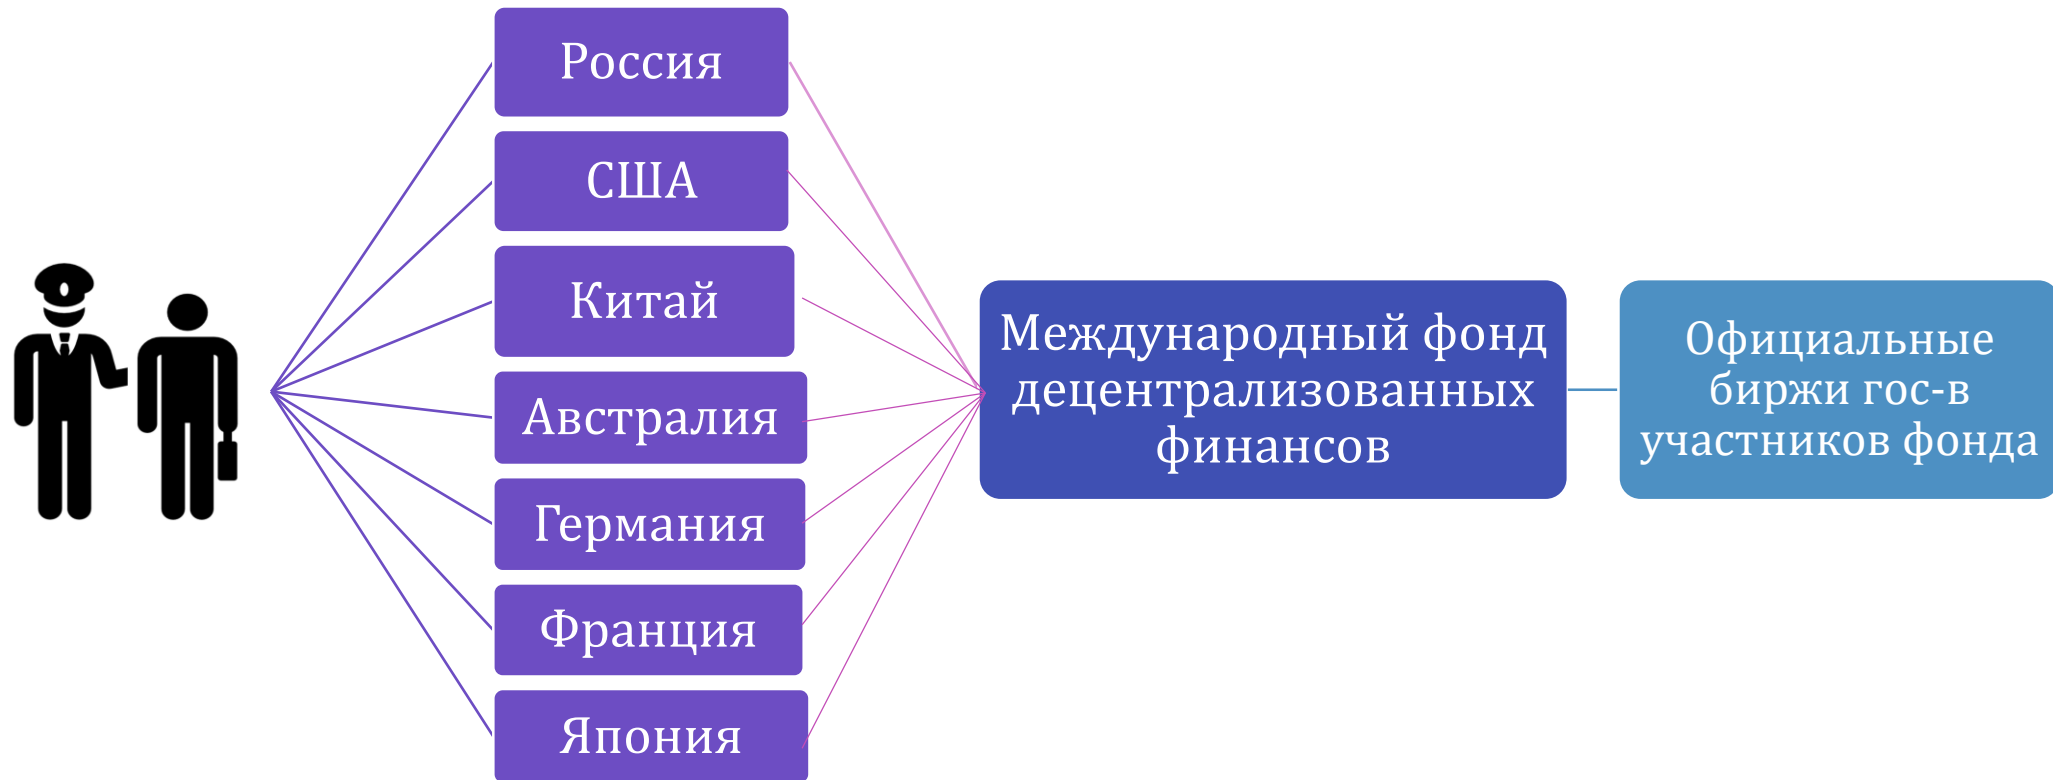 Россия
США
Китай
Австралия
Германия
Франция
Япония
Международный фонд
децентрализованных
финансов
Официальные
биржи гос-в
участников фонда